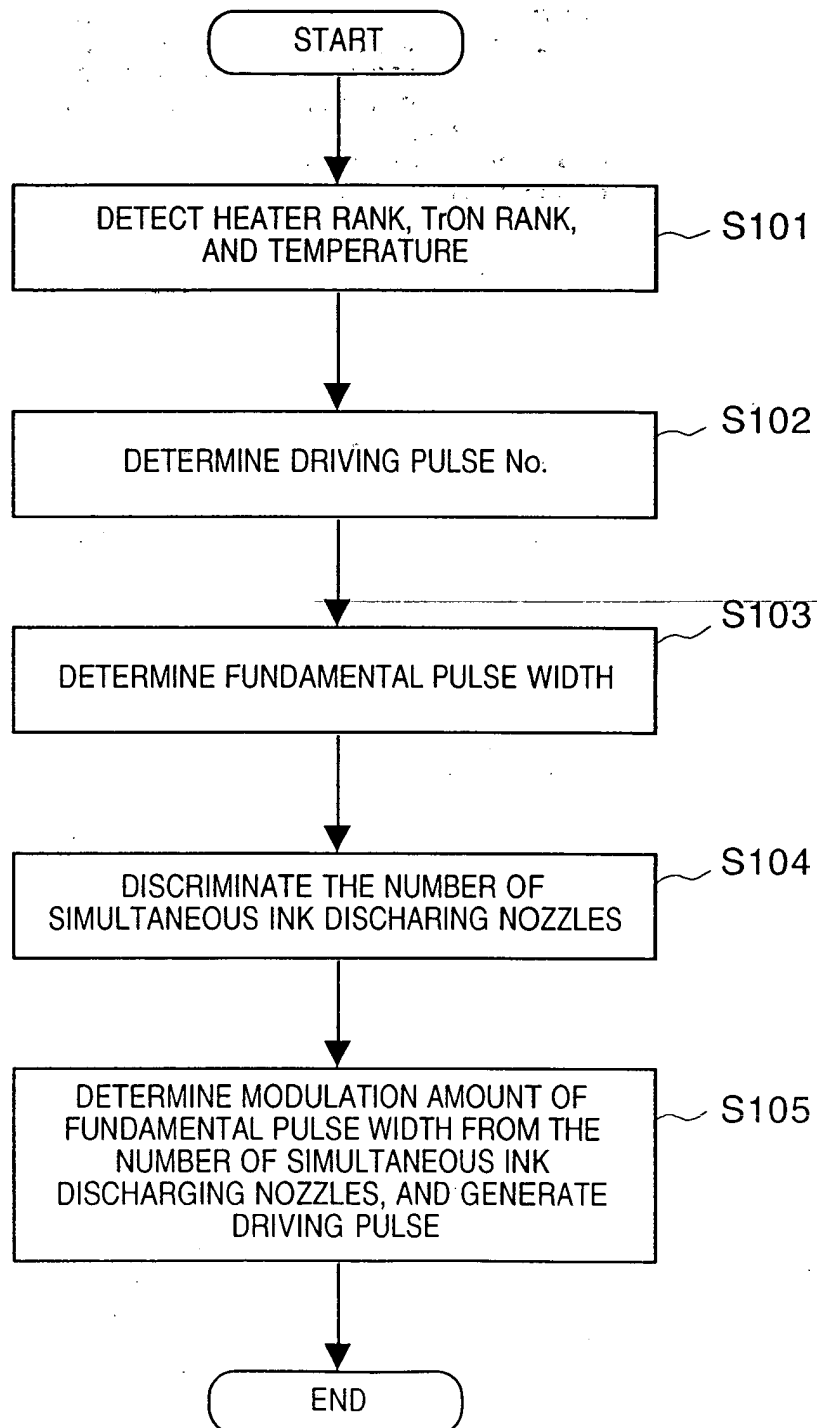 START
DETECT HEATER RANK, TrON RANK,
AND TEMPERATURE
S101
DETERMINE DRIVING PULSE No.
S102
DETERMINE FUNDAMENTAL PULSE WIDTH
S103
DISCRIMINATE THE NUMBER OF
SIMULTANEOUS INK DISCHARING NOZZLES
S104
DETERMINE MODULATION AMOUNT OF
FUNDAMENTAL PULSE WIDTH FROM THE
NUMBER OF SIMULTANEOUS INK
DISCHARGING NOZZLES, AND GENERATE
DRIVING PULSE
S105
END